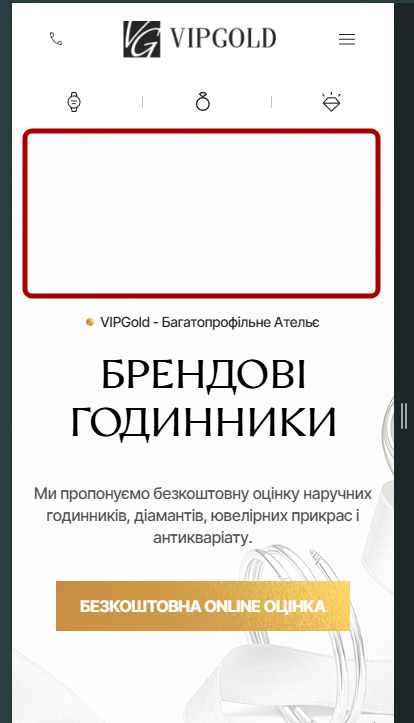 VG VIPGOLD
VIPGold - Багатопрофільне Ательє
БРЕНДОВІ
ГОДИННИКИ
Ми пропонуємо безкоштовну оцінку наручних
годинників, діамантів, ювелірних прикрас і
антикваріату.
БЕЗКОШТОВНА ONLINE ОЦІНКА